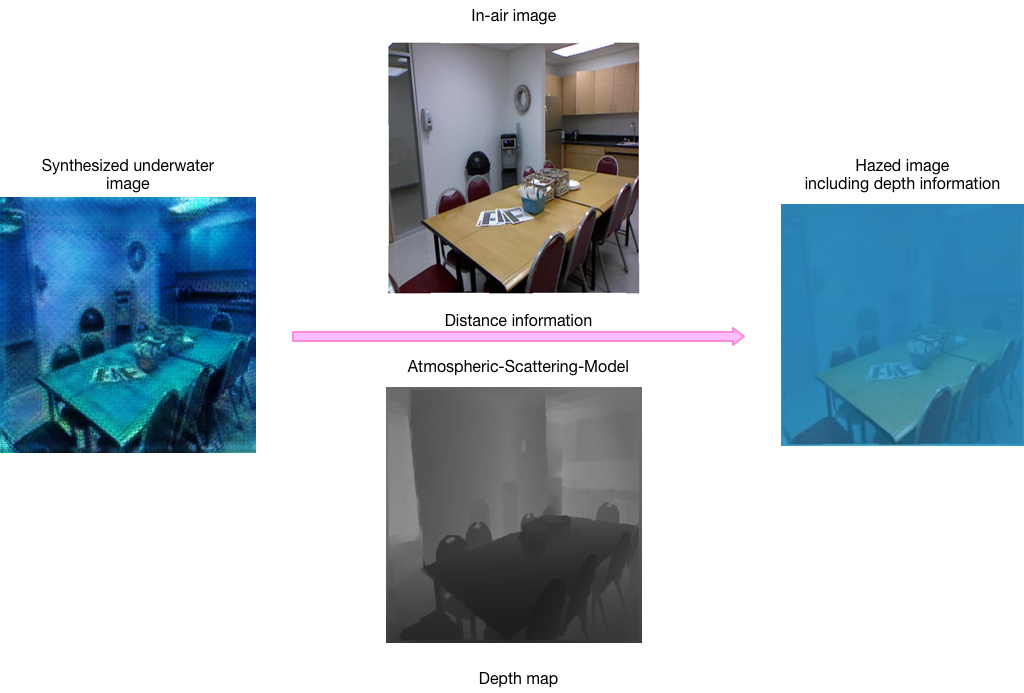 In-air image
Synthesized underwater
image
Hazed image
including depth information
Distance information
Atmospheric-Scattering-Model
Depth map